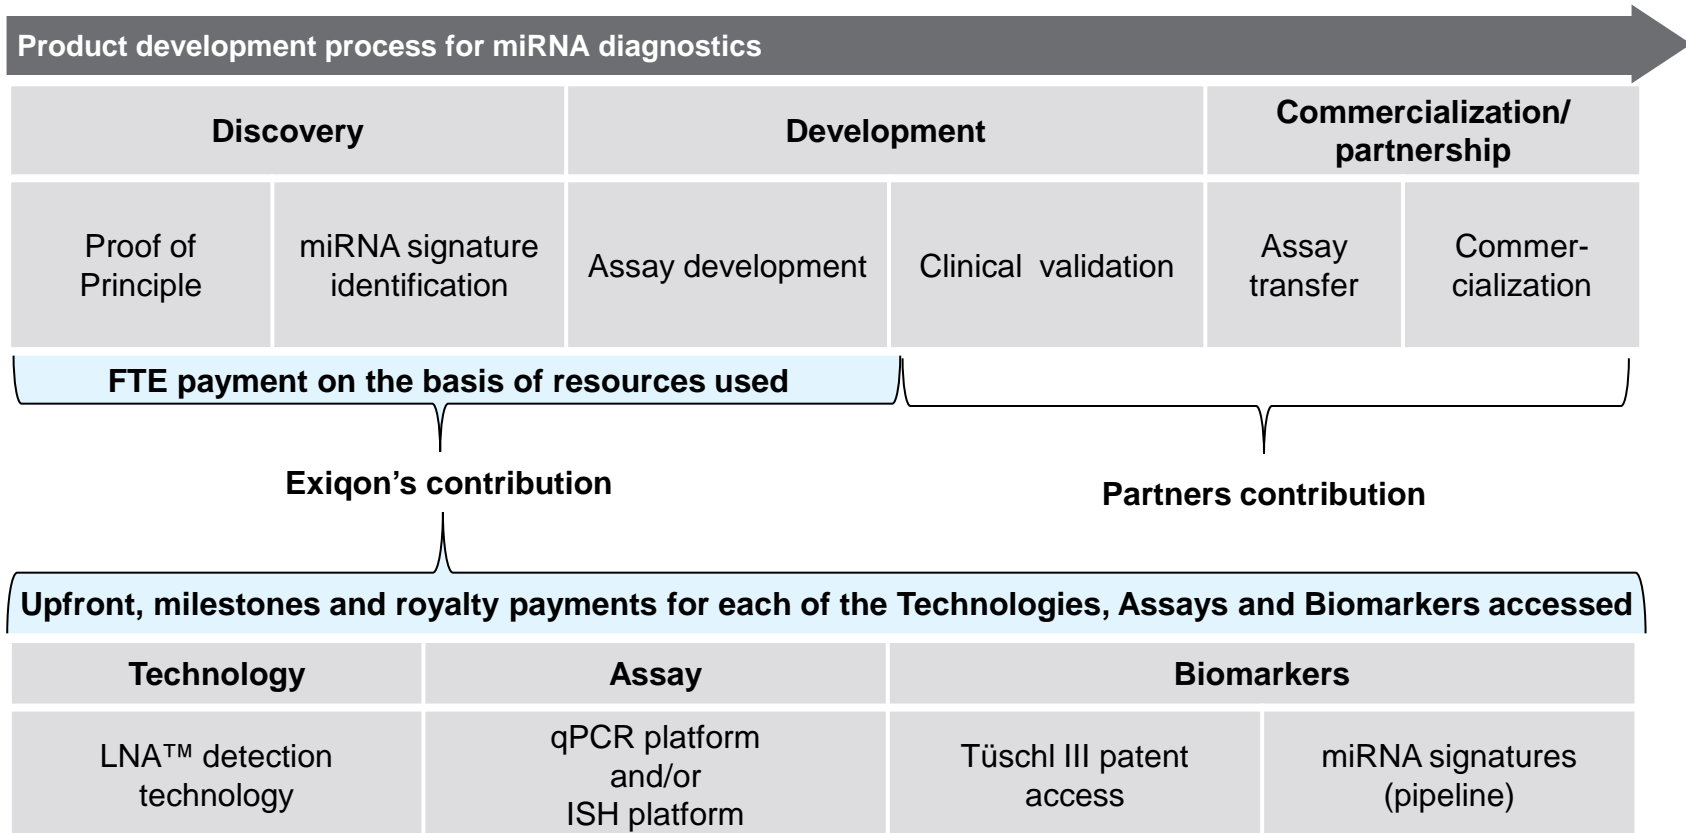 Product development process for miRNA diagnostics
Discovery
Development
Commercialization/
partnership
Proof of
Principle
miRNA signature
identification
Assay development
Clinical validation
Assay
transfer
Commer-
cialization
FTE payment on the basis of resources used
Exiqon’s contribution
Partners contribution
Upfront, milestones and royalty payments for each of the Technologies, Assays and Biomarkers accessed
Technology
Assay
Biomarkers
LNA™ detection
technology
qPCR platform
and/or
ISH platform
Tüschl III patent
access
miRNA signatures
(pipeline)